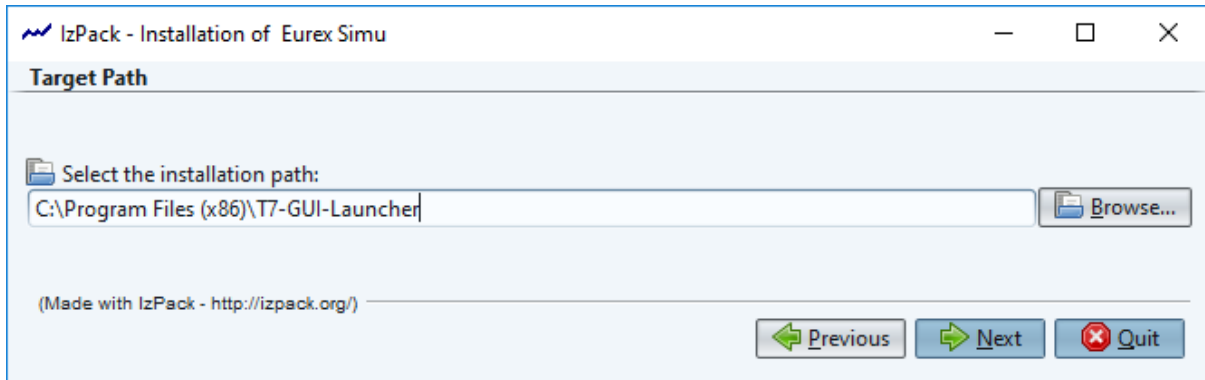 IzPack - Installation of  Eurex Simu
Target Path
Select the installation path:
C:\Program Files (x86)\T7-GUI-Launcher
Browse...
(Made with IzPack - http://izpack.org/)
Previous
Next
Quit